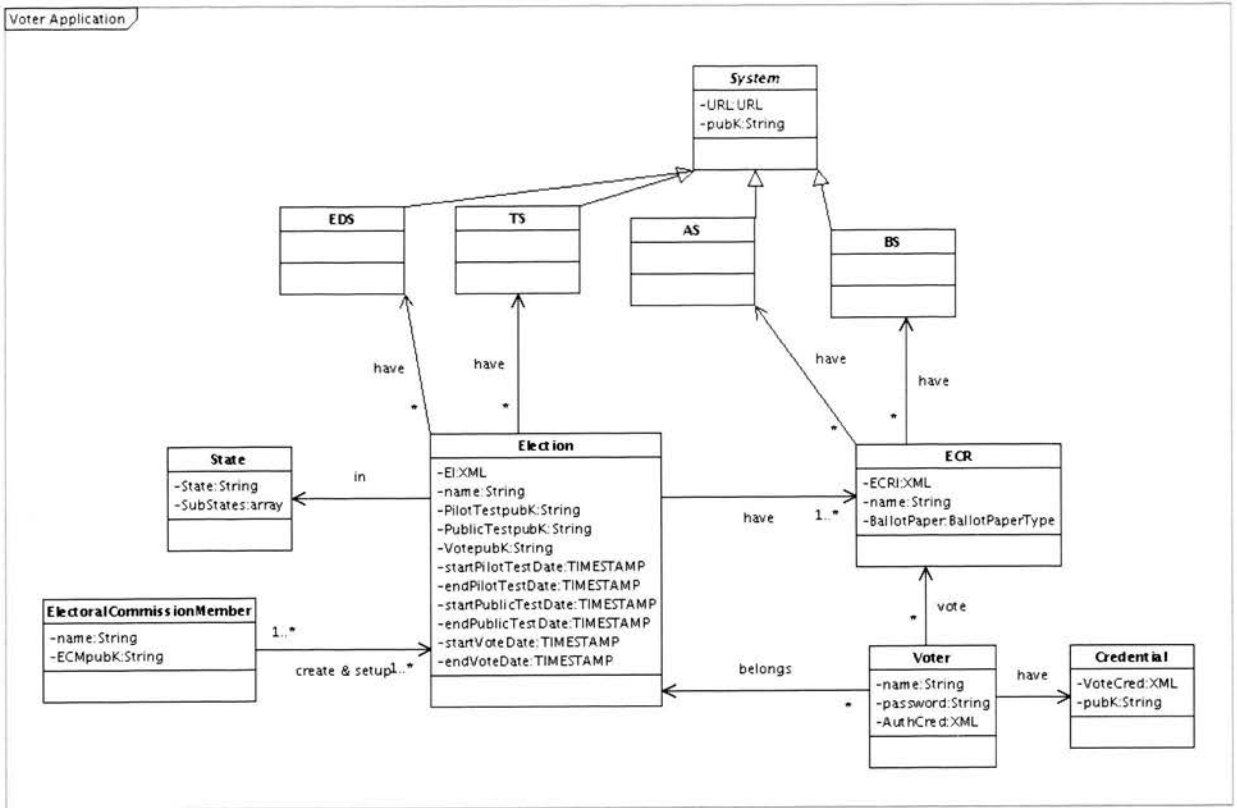 Voter Application
System
-URL:URL
-pubK:String
EDS
TS
AS
BS
have
have
have
have
*
*
*
*
State
-State:String
-SubStates:array
in
Election
-EI:XML
-name:String
-PilotTestpubK:String
-PublicTestpubK:String
-VotepubK:String
-startPilotTestDate:TIMESTAMP
-endPilotTestDate:TIMESTAMP
-startPublicTestDate:TIMESTAMP
-endPublicTestDate:TIMESTAMP
-startVoteDate:TIMESTAMP
-endVoteDate:TIMESTAMP
have
1..*
ECR
-ECRI:XML
-name:String
-BallotPaper:BallotPaperType
ElectoralCommissionMember
-name:String
-ECMpubK:String
1..*
create & setup
1..*
vote
*
belongs
*
Voter
-name:String
-password:String
-AuthCred:XML
have
Credential
-VoteCred:XML
-pubK:String